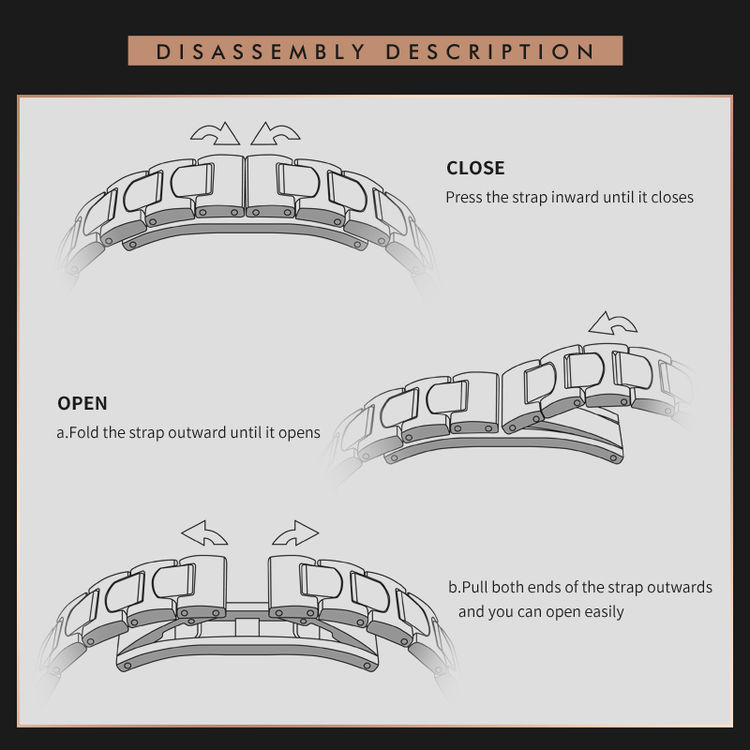 DISASSEMBLY DESCRIPTION
CLOSE
Press the strap inward until it closes
OPEN
a.Fold the strap outward until it opens
b.Pull both ends of the strap outwards
and you can open easily